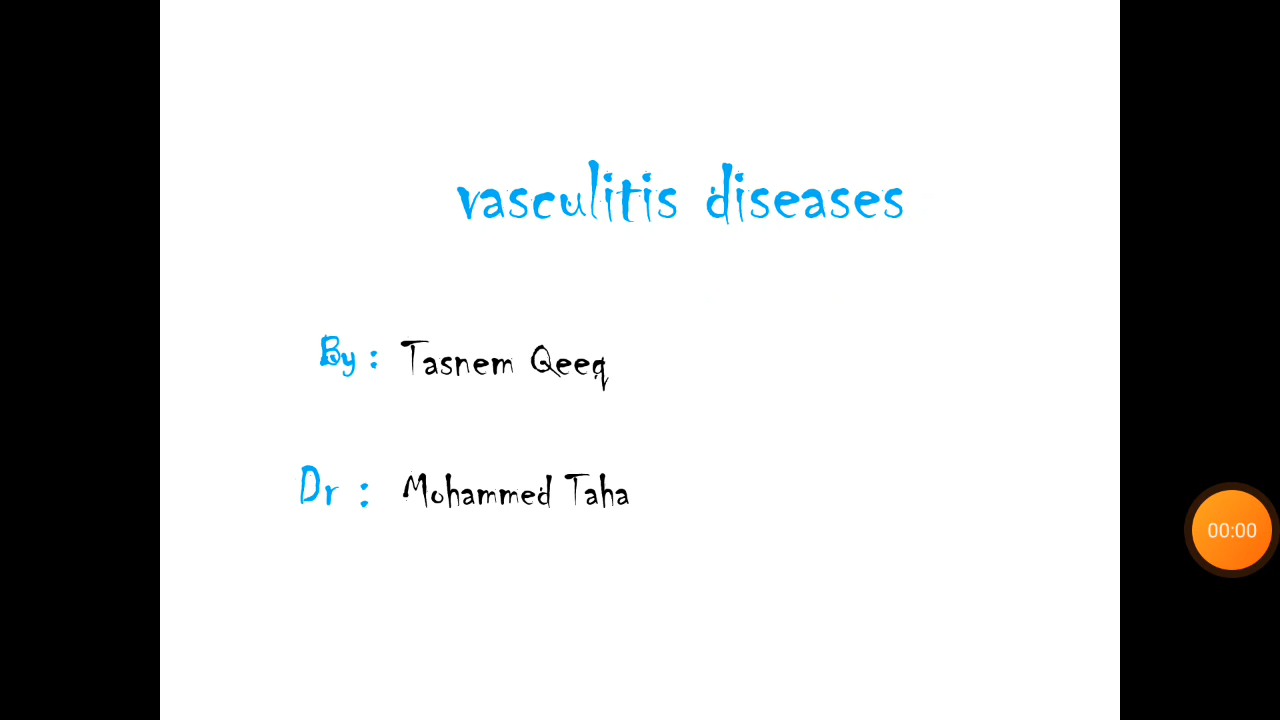 vasculitis diseases
By : Tasnem Qeeq
Dr : Mohammed Taha
00:00